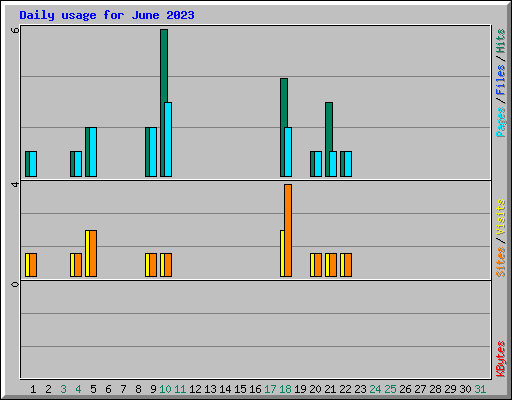 Daily usage for June 2023
6
4
0
Pages / Files / Hits
Sites / Visits
KBytes
1 2 3 4 5 6 7 8 9 10 11 12 13 14 15 16 17 18 19 20 21 22 23 24 25 26 27 28 29 30 31